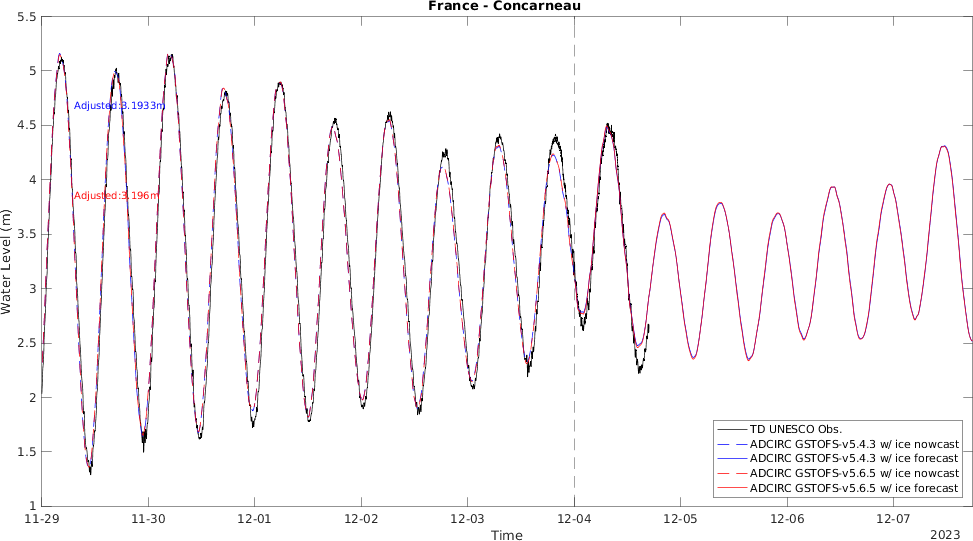 France - Concarneau
5.5
5
4.5
4
3.5
3
2.5
2
1.5
1
Water Level (m)
Adjusted:3.1933m
Adjusted:3.196m
TD UNESCO Obs.
ADCIRC GSTOFS-v5.4.3 w/ ice nowcast
ADCIRC GSTOFS-v5.4.3 w/ ice forecast
ADCIRC GSTOFS-v5.6.5 w/ ice nowcast
ADCIRC GSTOFS-v5.6.5 w/ ice forecast
11-29 11-30 12-01 12-02 12-03 12-04 12-05 12-06 12-07
Time
2023